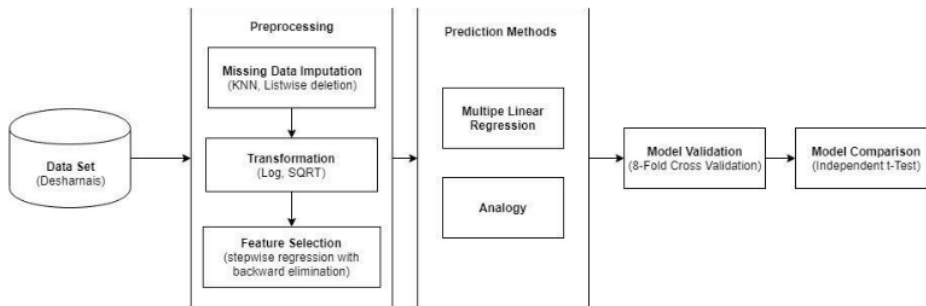 Preprocessing
Missing Data Imputation
(KNN, Listwise deletion)
Transformation
(Log, SQRT)
Feature Selection
(stepwise regression with
backward elimination)
Data Set
(Desharnais)
Prediction Methods
Multipe Linear
Regression
Analogy
Model Validation
(8-Fold Cross Validation)
Model Comparison
(Independent t-Test)